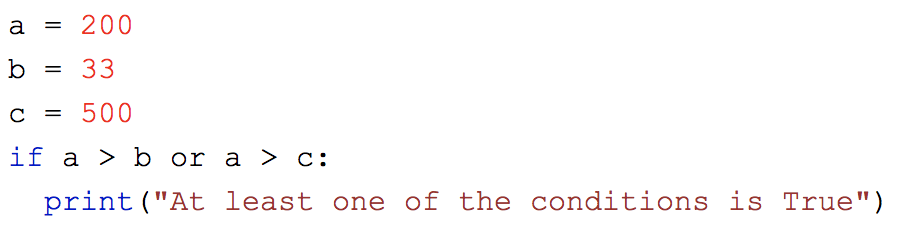 a = 200
b = 33
c = 500
if a > b or a > c:
  print("At least one of the conditions is True")